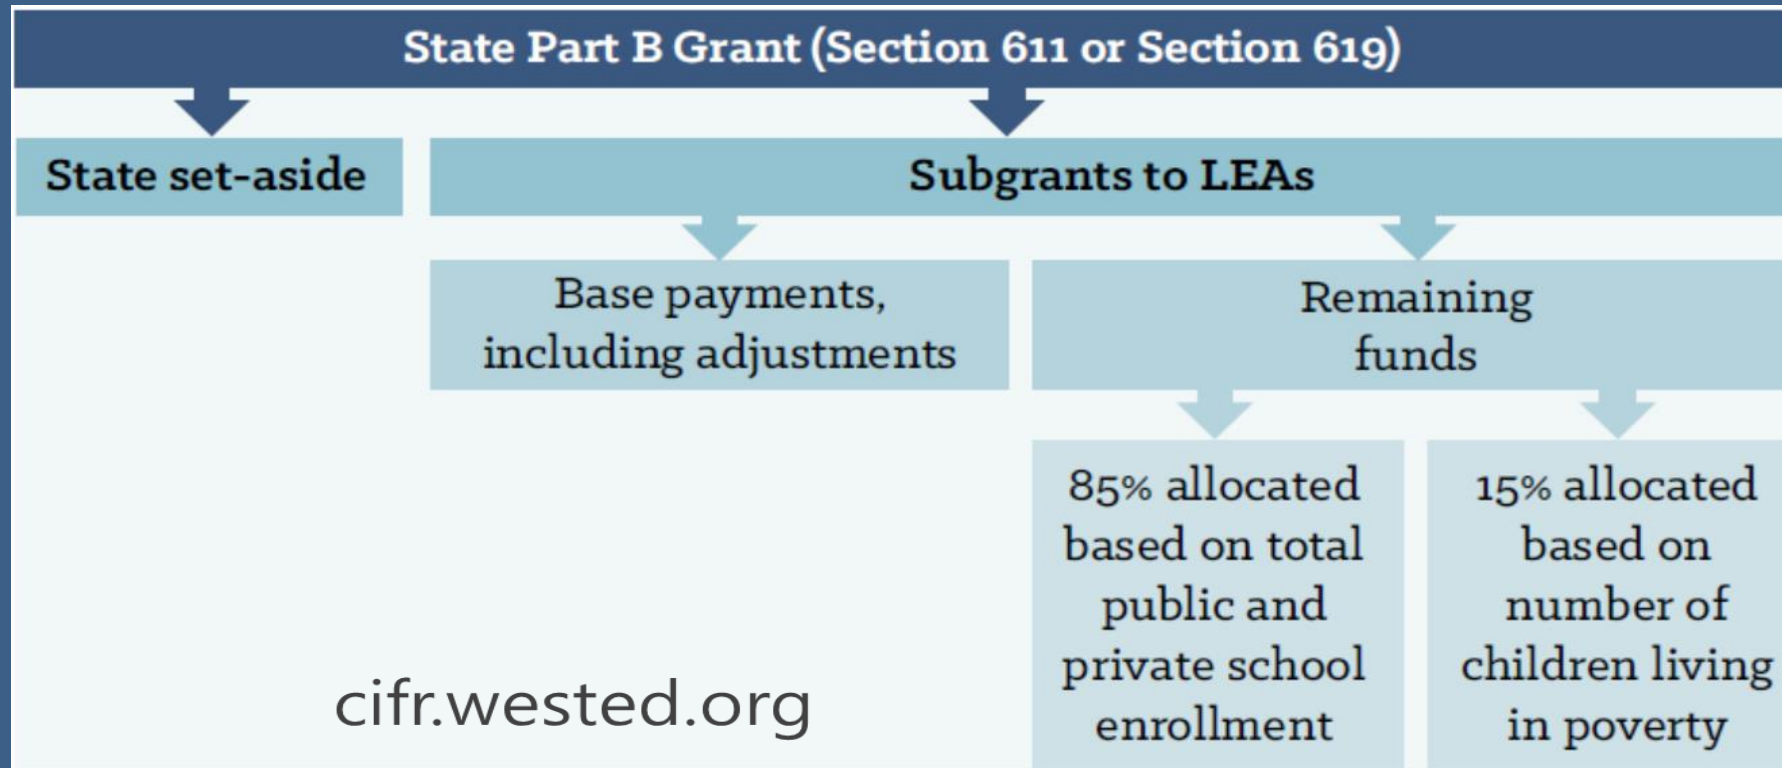 State Part B Grant (Section 611 or Section 619)
State set-aside
Subgrants to LEAs
Base payments,
including adjustments
Remaining
funds
85% allocated
based on total
public and
private school
enrollment
15% allocated
based on
number of
children living
in poverty
cifr.wested.org